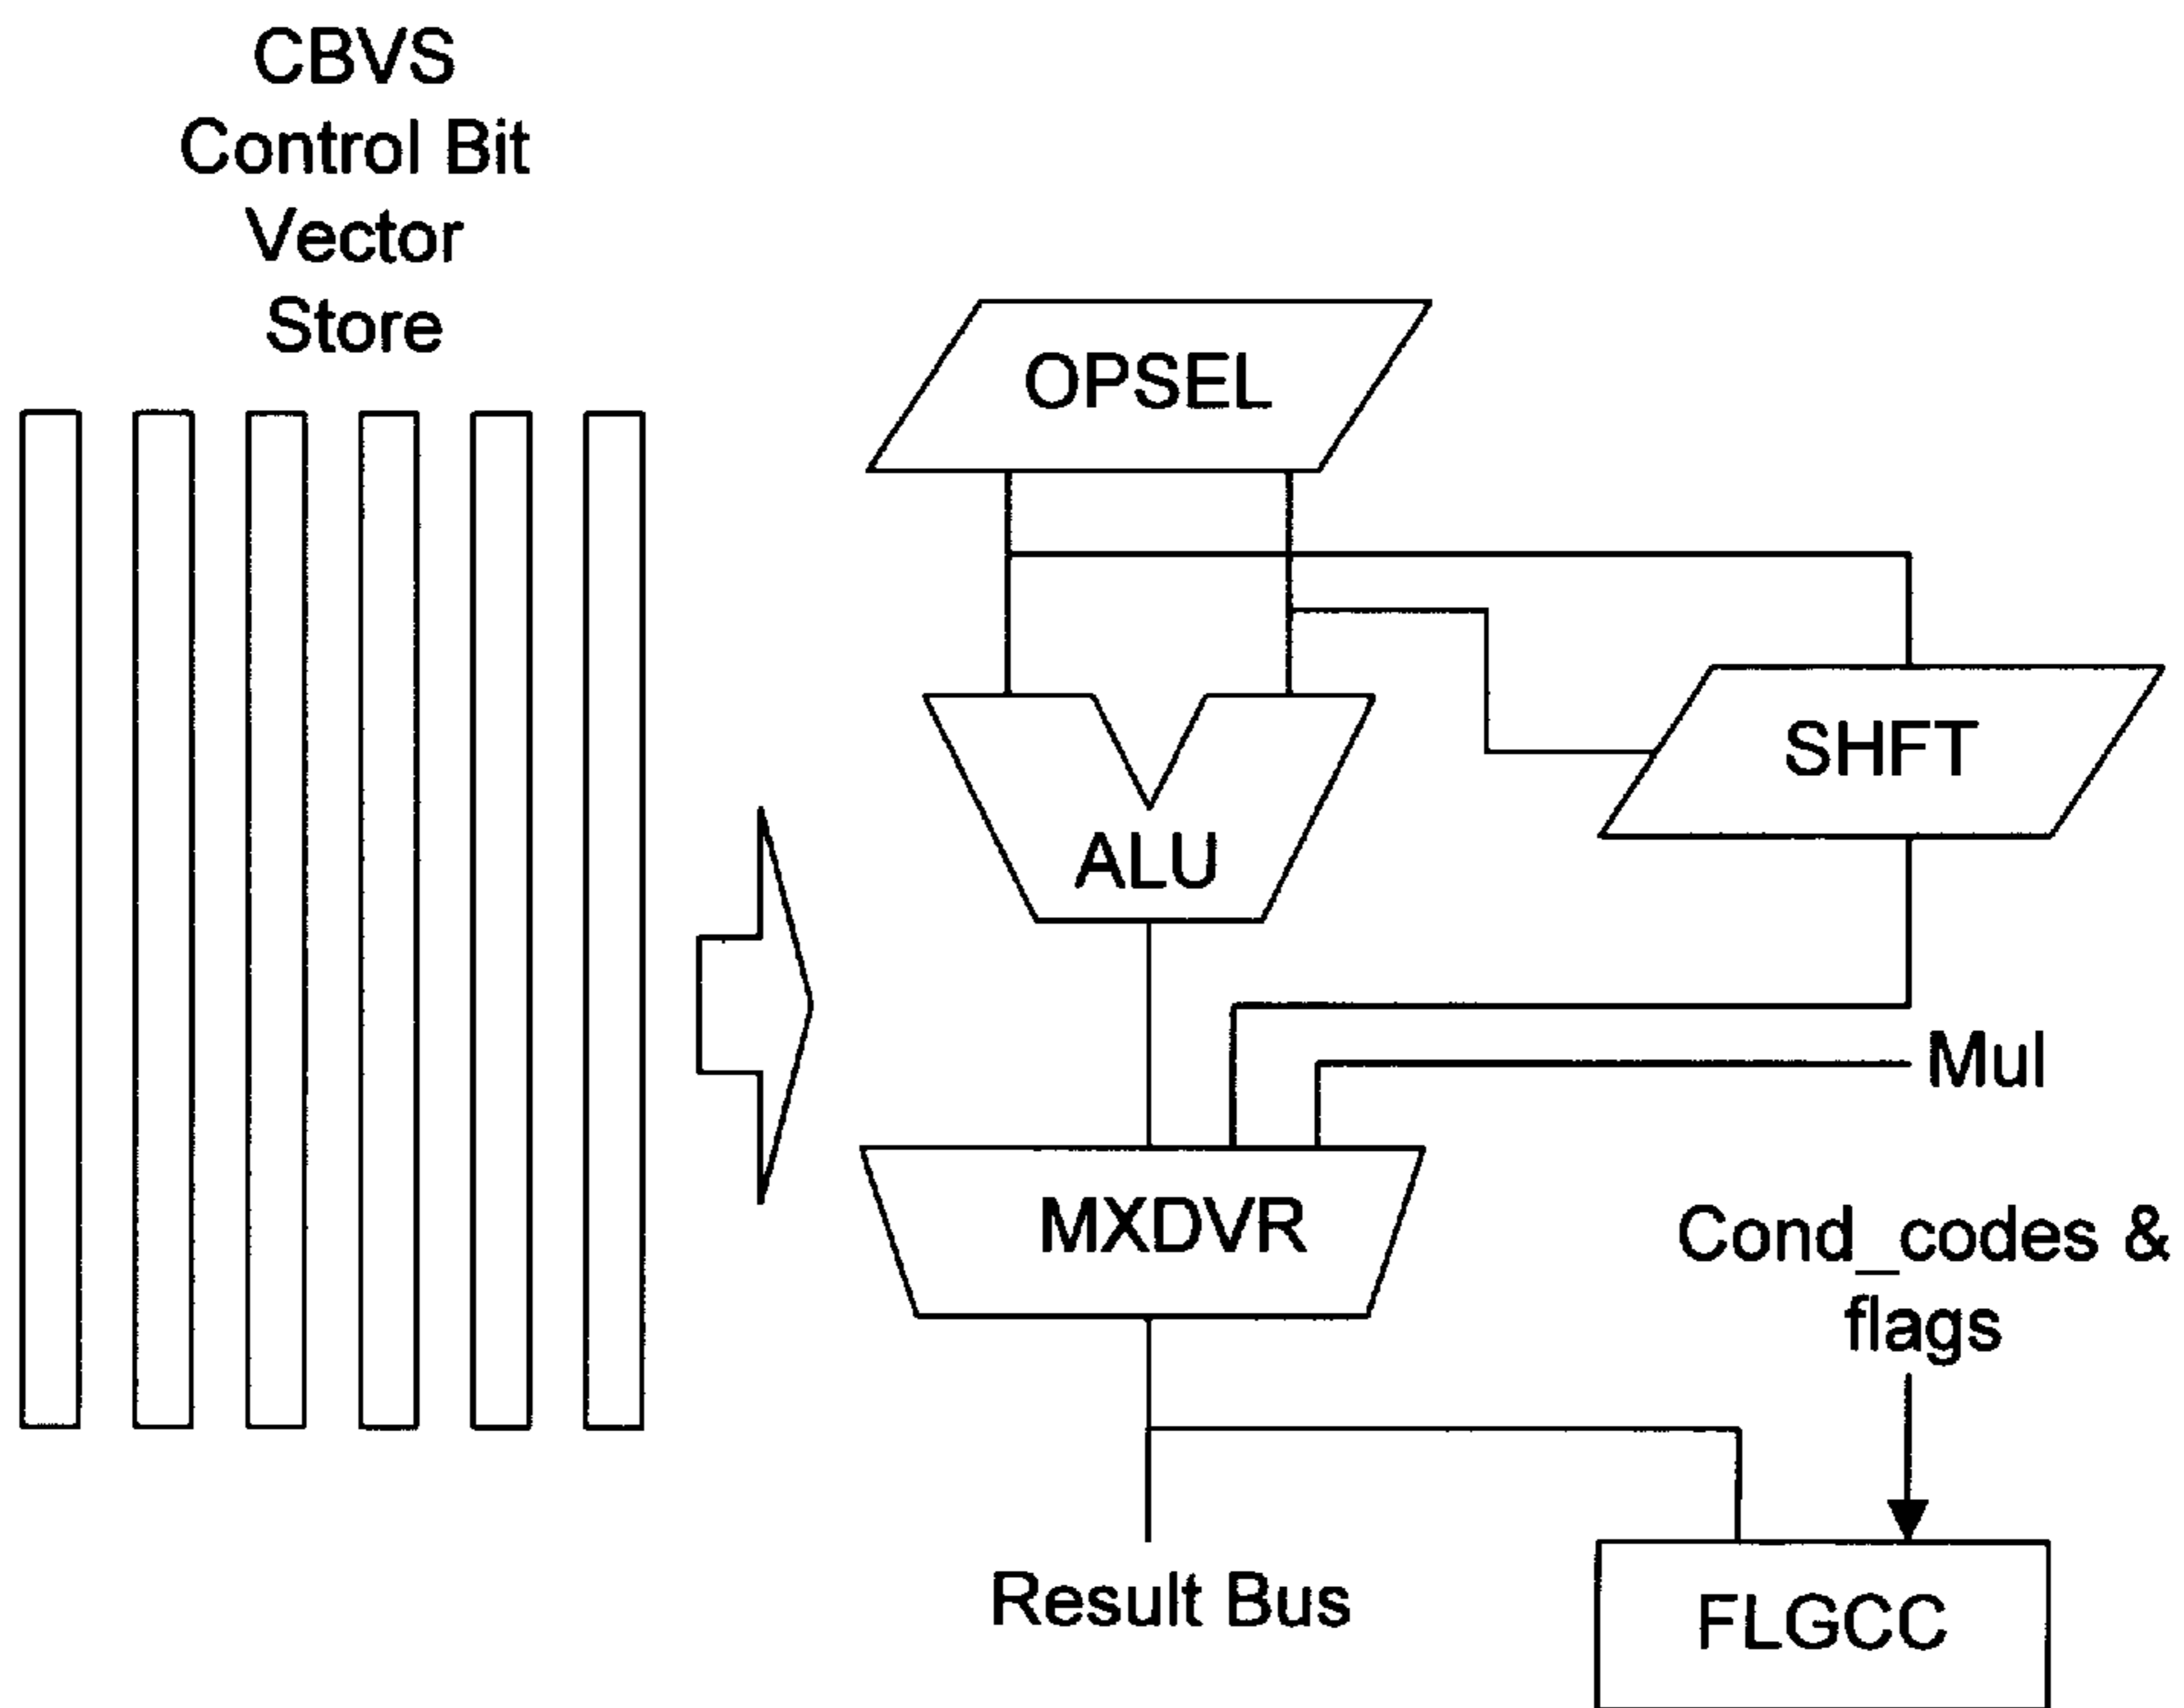 CBVS
Control Bit
Vector
Store
OPSEL
SHFT
ALU
Mul
MXDVR
Cond_codes &
flags
Result Bus
FLGCC